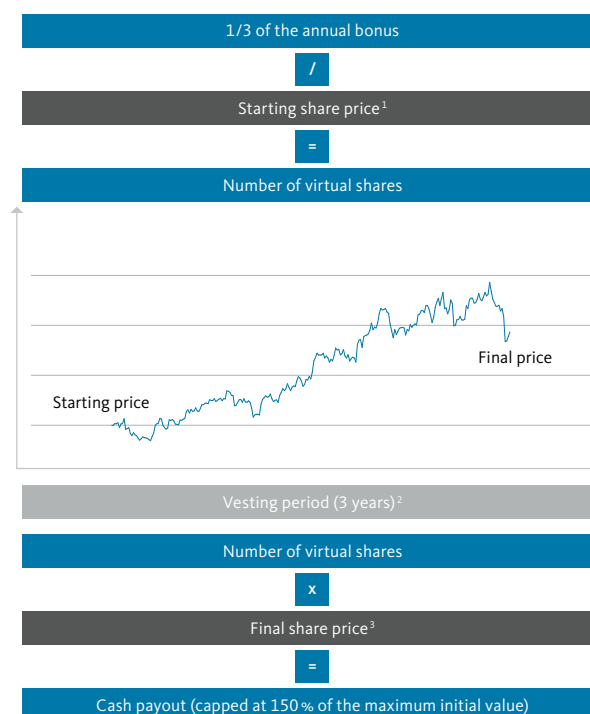 1/3 of the annual bonus
/
Starting share price¹
=
Number of virtual shares
Final price
Starting price
Vesting period (3 years)²
Number of virtual shares
x
Final share price³
=
Cash payout (capped at 150 % of the maximum initial value)